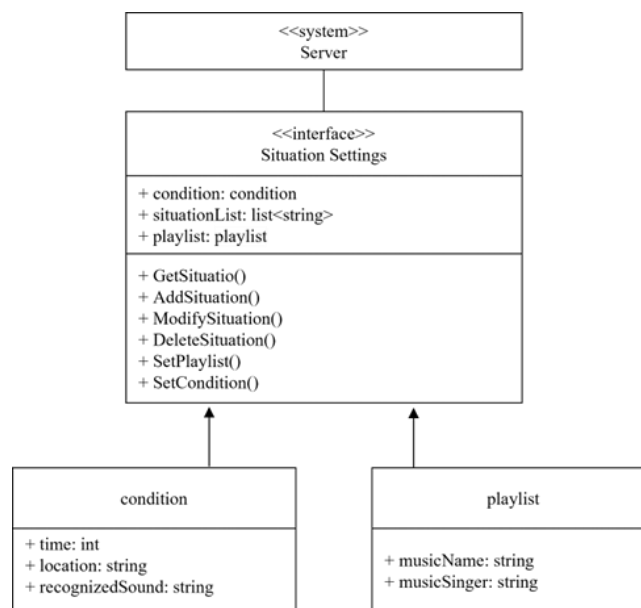 <<system>>
Server
<<interface>>
Situation Settings
+ condition: condition
+ situationList: list<string>
+ playlist: playlist
+ GetSituatio()
+ AddSituation()
+ ModifySituation()
+ DeleteSituation()
+ SetPlaylist()
+ SetCondition()
condition
+ time: int
+ location: string
+ recognizedSound: string
playlist
+ musicName: string
+ musicSinger: string